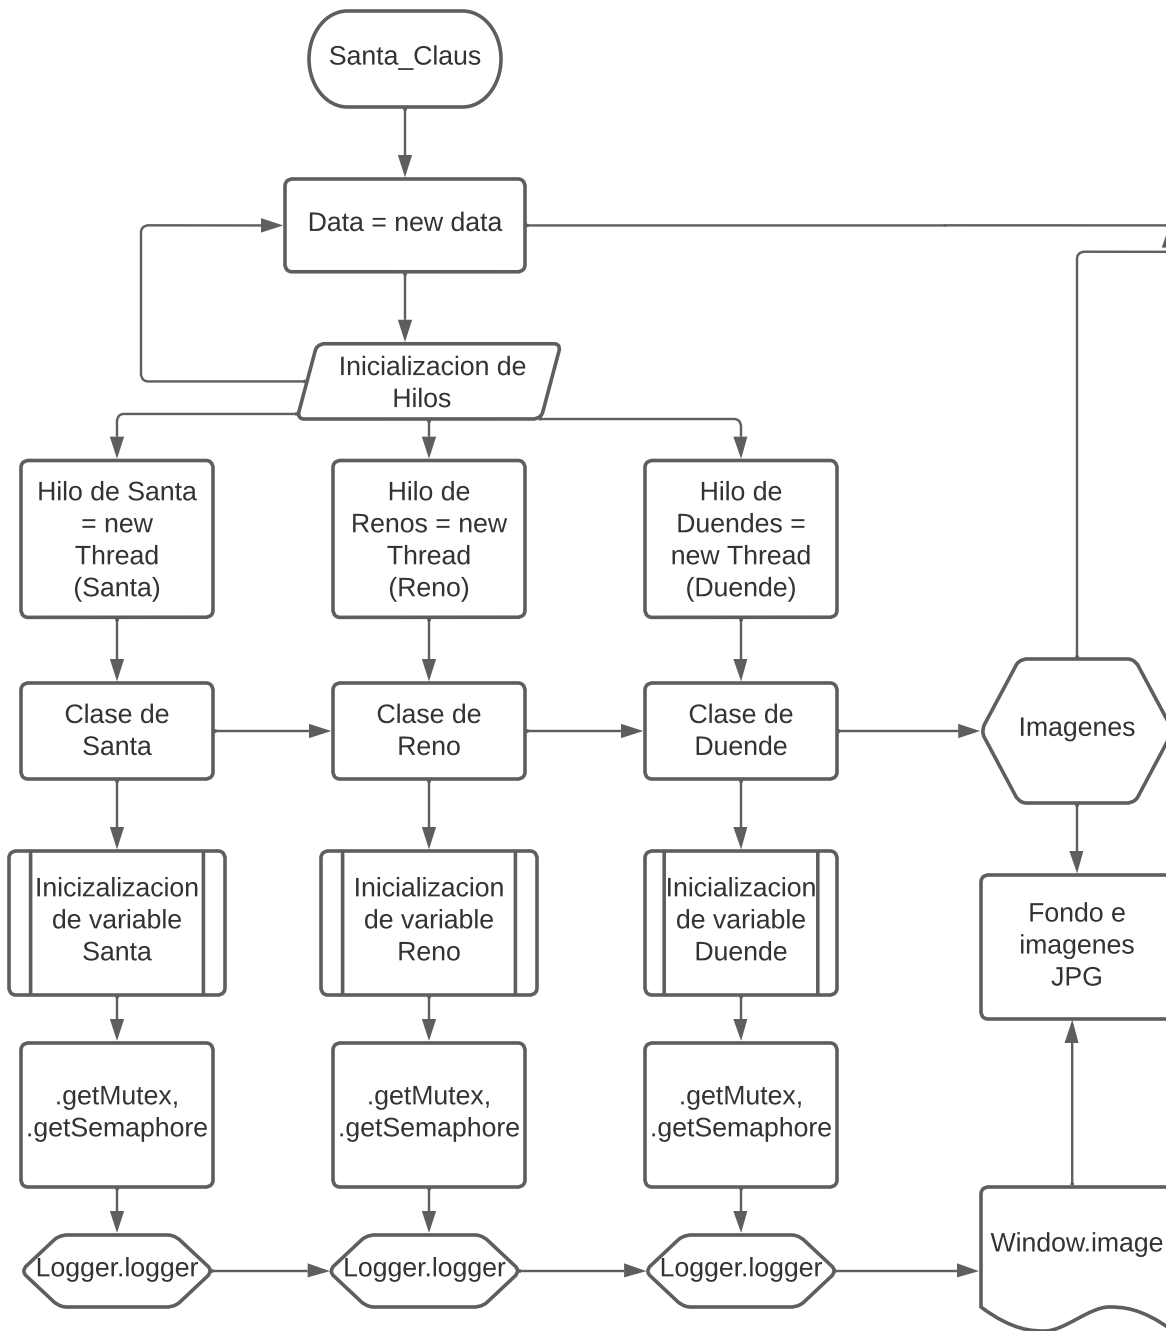 Santa_Claus
Data = new data
Inicializacion de
Hilos
Hilo de Santa
= new
Thread
(Santa)
Hilo de
Renos = new
Thread
(Reno)
Hilo de
Duendes =
new Thread
(Duende)
Clase de
Santa
Clase de
Reno
Clase de
Duende
Imagenes
Inicizalizacion
de variable
Santa
Inicializacion
de variable
Reno
Inicializacion
de variable
Duende
Fondo e
imagenes
JPG
.getMutex,
.getSemaphore
.getMutex,
.getSemaphore
.getMutex,
.getSemaphore
Logger.logger
Logger.logger
Logger.logger
Window.image